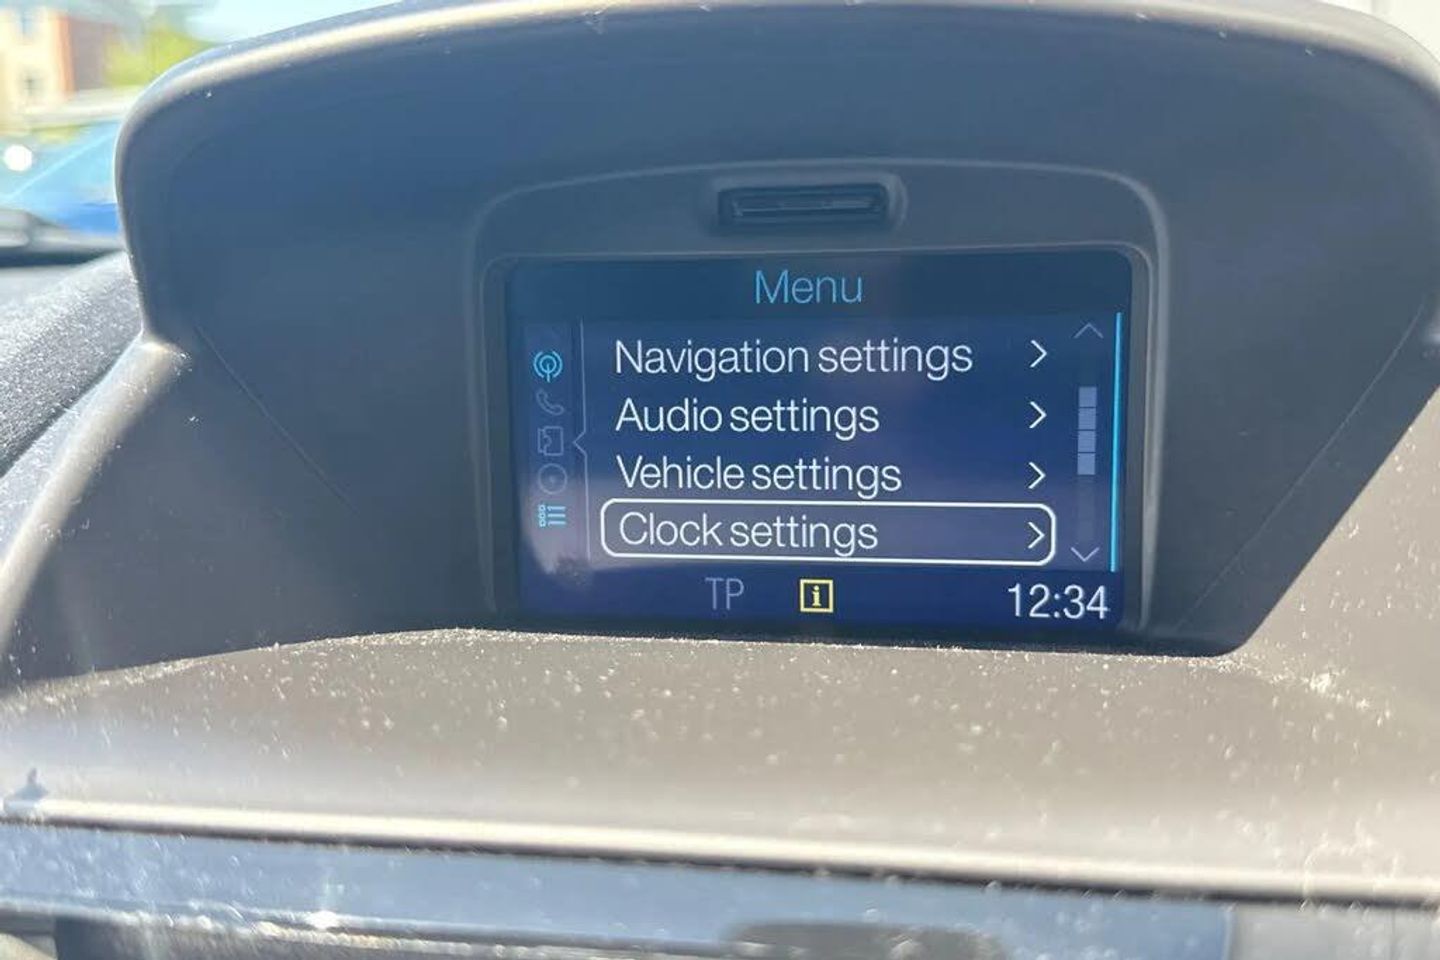 Menu
Navigation settings
Audio settings
Vehicle settings
Clock settings
TP i 12:34